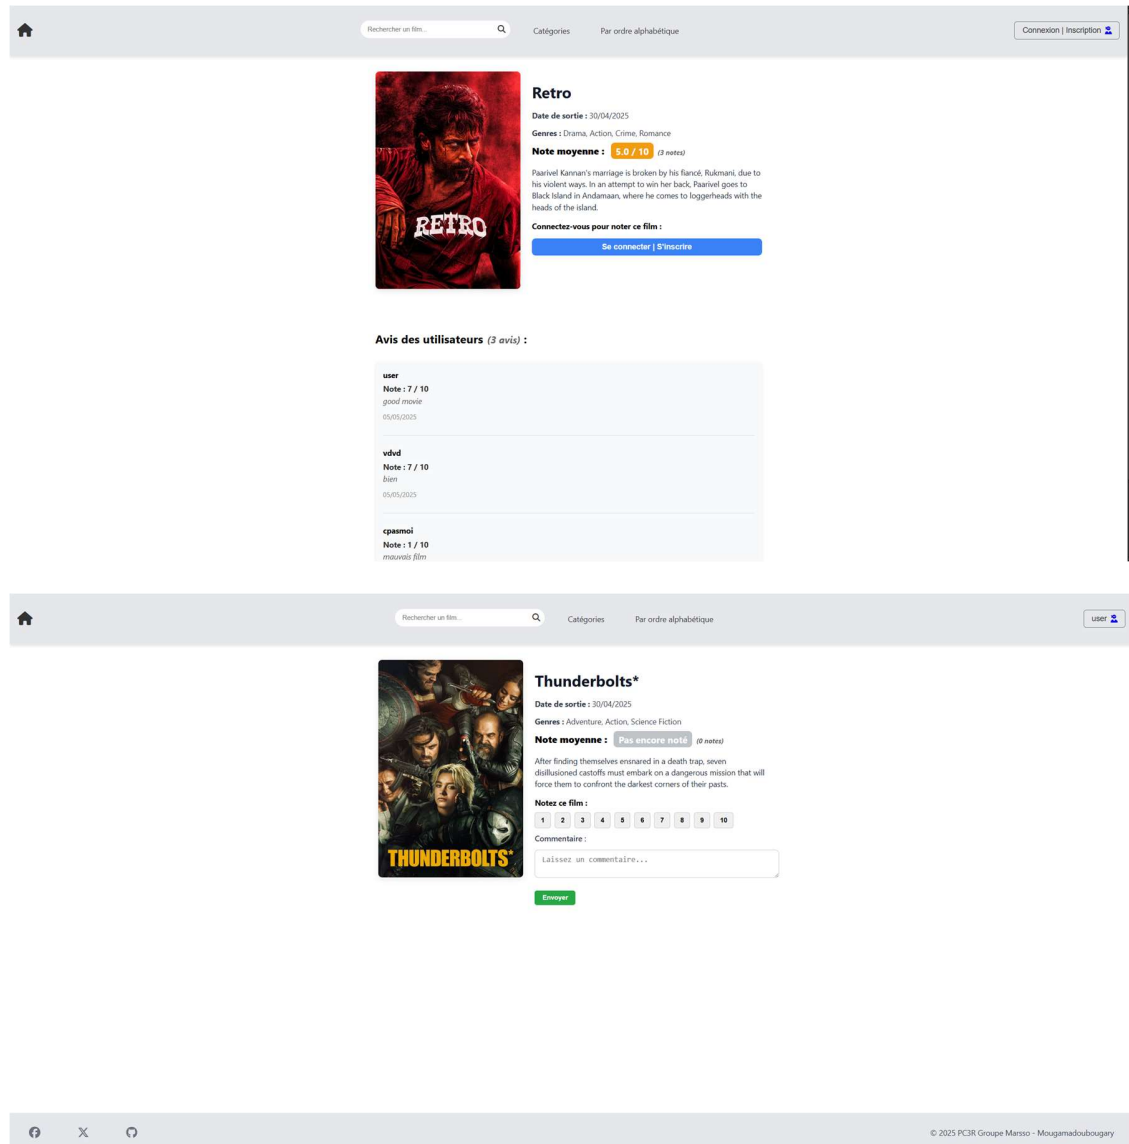 Rechercher un film...
Catégories
Par ordre alphabétique
Connexion | Inscription
RETRO
Retro
Date de sortie : 30/04/2025
Genres : Drama, Action, Crime, Romance
Note moyenne : 5.0 / 10 (3 notes)
Paarivel Kannan's marriage is broken by his fiancé, Rukmani, due to
his violent ways. In an attempt to win her back, Paarivel goes to
Black Island in Andamaan, where he comes to loggerheads with the
heads of the island.
Connectez-vous pour noter ce film :
Se connecter | S'inscrire
Avis des utilisateurs (3 avis) :
user
Note : 7 / 10
good movie
05/05/2025
vdvd
Note : 7 / 10
bien
05/05/2025
cpasmoi
Note : 1 / 10
mauvais film
Rechercher un film...
Catégories
Par ordre alphabétique
user
THUNDERBOLTS*
Thunderbolts*
Date de sortie : 30/04/2025
Genres : Adventure, Action, Science Fiction
Note moyenne : Pas encore noté (0 notes)
After finding themselves ensnared in a death trap, seven
disillusioned castoffs must embark on a dangerous mission that will
force them to confront the darkest corners of their pasts.
Notez ce film :
1 2 3 4 5 6 7 8 9 10
Commentaire :
Laissez un commentaire...
Envoyer
© 2025 PC3R Groupe Marsso - Mougamadoubougary